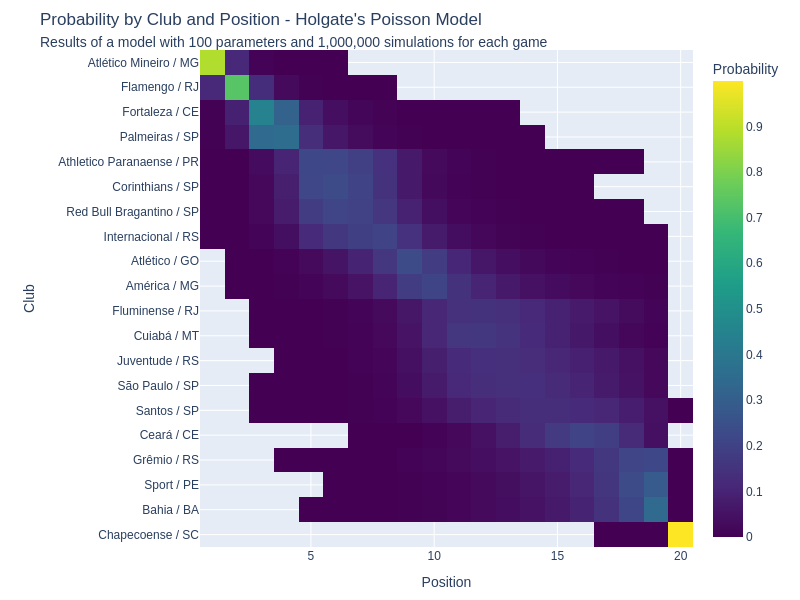 Probability by Club and Position - Holgate's Poisson Model
Results of a model with 100 parameters and 1,000,000 simulations for each game
Probability
Atlético Mineiro / MG
Flamengo / RJ
Fortaleza / CE
Palmeiras / SP
Athletico Paranaense / PR
Corinthians / SP
Red Bull Bragantino / SP
Internacional / RS
Atlético / GO
América / MG
Fluminense / RJ
Cuiabá / MT
Juventude / RS
São Paulo / SP
Santos / SP
Ceará / CE
Grêmio / RS
Sport / PE
Bahia / BA
Chapecoense / SC
Club
5
10
15
20
Position
0.9
0.8
0.7
0.6
0.5
0.4
0.3
0.2
0.1
0